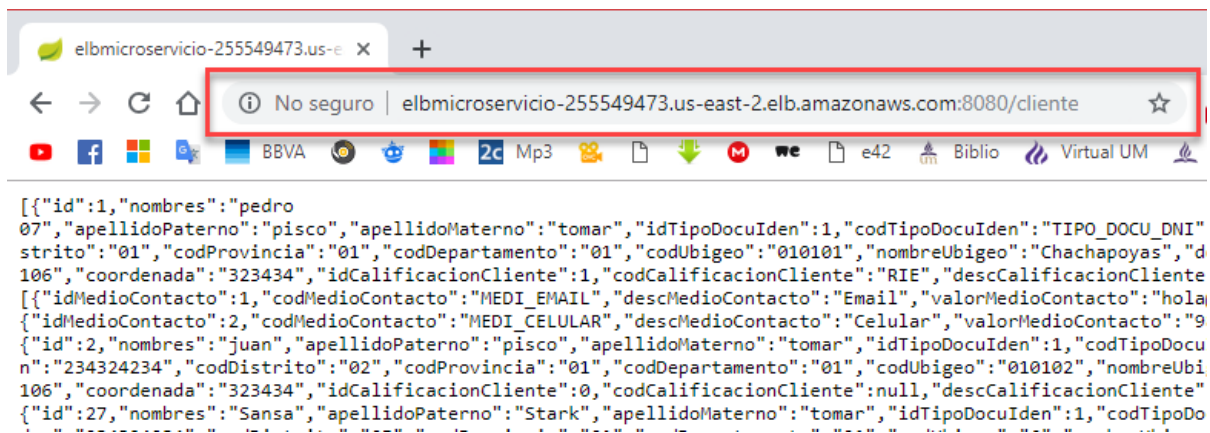 elbmicroservicio-255549473.us-e
No seguro | elbmicroservicio-255549473.us-east-2.elb.amazonaws.com:8080/cliente
BBVA 2c Mp3 we e42 Biblio Virtual UM
[{"id":1,"nombres":"pedro
07","apellidoPaterno":"pisco","apellidoMaterno":"tomar","idTipoDocuIden":1,"codTipoDocuIden":"TIPO_DOCU_DNI"
strito":"01","codProvincia":"01","codDepartamento":"01","codUbigeo":"010101","nombreUbigeo":"Chachapoyas","d
106","coordenada":"323434","idCalificacionCliente":1,"codCalificacionCliente":"RIE","descCalificacionCliente
[{"idMedioContacto":1,"codMedioContacto":"MEDI_EMAIL","descMedioContacto":"Email","valorMedioContacto":"hola
{"idMedioContacto":2,"codMedioContacto":"MEDI_CELULAR","descMedioContacto":"Celular","valorMedioContacto":"9
{"id":2,"nombres":"juan","apellidoPaterno":"pisco","apellidoMaterno":"tomar","idTipoDocuIden":1,"codTipoDocu
n":"234324234","codDistrito":"02","codProvincia":"01","codDepartamento":"01","codUbigeo":"010102","nombreUbi
106","coordenada":"323434","idCalificacionCliente":0,"codCalificacionCliente":null,"descCalificacionCliente"
{"id":27,"nombres":"Sansa","apellidoPaterno":"Stark","apellidoMaterno":"tomar","idTipoDocuIden":1,"codTipoDo